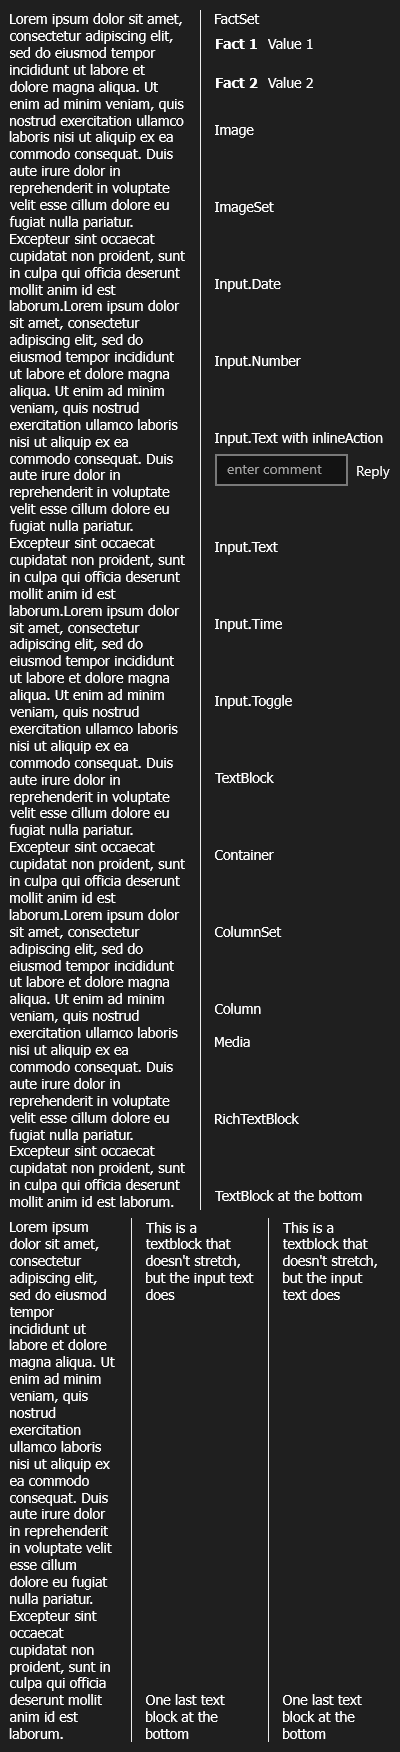 Lorem ipsum dolor sit amet,
consectetur adipiscing elit,
sed do eiusmod tempor
incididunt ut labore et
dolore magna aliqua. Ut
enim ad minim veniam, quis
nostrud exercitation ullamco
laboris nisi ut aliquip ex ea
commodo consequat. Duis
aute irure dolor in
reprehenderit in voluptate
velit esse cillum dolore eu
fugiat nulla pariatur.
Excepteur sint occaecat
cupidatat non proident, sunt
in culpa qui officia deserunt
mollit anim id est
laborum.Lorem ipsum dolor
sit amet, consectetur
adipiscing elit, sed do
eiusmod tempor incididunt
ut labore et dolore magna
aliqua. Ut enim ad minim
veniam, quis nostrud
exercitation ullamco laboris
nisi ut aliquip ex ea
commodo consequat. Duis
aute irure dolor in
reprehenderit in voluptate
velit esse cillum dolore eu
fugiat nulla pariatur.
Excepteur sint occaecat
cupidatat non proident, sunt
in culpa qui officia deserunt
mollit anim id est
laborum.Lorem ipsum dolor
sit amet, consectetur
adipiscing elit, sed do
eiusmod tempor incididunt
ut labore et dolore magna
aliqua. Ut enim ad minim
veniam, quis nostrud
exercitation ullamco laboris
nisi ut aliquip ex ea
commodo consequat. Duis
aute irure dolor in
reprehenderit in voluptate
velit esse cillum dolore eu
fugiat nulla pariatur.
Excepteur sint occaecat
cupidatat non proident, sunt
in culpa qui officia deserunt
mollit anim id est
laborum.Lorem ipsum dolor
sit amet, consectetur
adipiscing elit, sed do
eiusmod tempor incididunt
ut labore et dolore magna
aliqua. Ut enim ad minim
veniam, quis nostrud
exercitation ullamco laboris
nisi ut aliquip ex ea
commodo consequat. Duis
aute irure dolor in
reprehenderit in voluptate
velit esse cillum dolore eu
fugiat nulla pariatur.
Excepteur sint occaecat
cupidatat non proident, sunt
in culpa qui officia deserunt
mollit anim id est laborum.
FactSet
Fact 1 Value 1
Fact 2 Value 2
Image
ImageSet
Input.Date
Input.Number
Input.Text with inlineAction
enter comment Reply
Input.Text
Input.Time
Input.Toggle
TextBlock
Container
ColumnSet
Column
Media
RichTextBlock
TextBlock at the bottom
Lorem ipsum
dolor sit amet,
consectetur
adipiscing elit,
sed do eiusmod
tempor
incididunt ut
labore et dolore
magna aliqua. Ut
enim ad minim
veniam, quis
nostrud
exercitation
ullamco laboris
nisi ut aliquip ex
ea commodo
consequat. Duis
aute irure dolor
in reprehenderit
in voluptate velit
esse cillum
dolore eu fugiat
nulla pariatur.
Excepteur sint
occaecat
cupidatat non
proident, sunt in
culpa qui officia
deserunt mollit
anim id est
laborum.
This is a
textblock that
doesn't stretch,
but the input text
does
One last text
block at the
bottom
This is a
textblock that
doesn't stretch,
but the input
text does
One last text
block at the
bottom